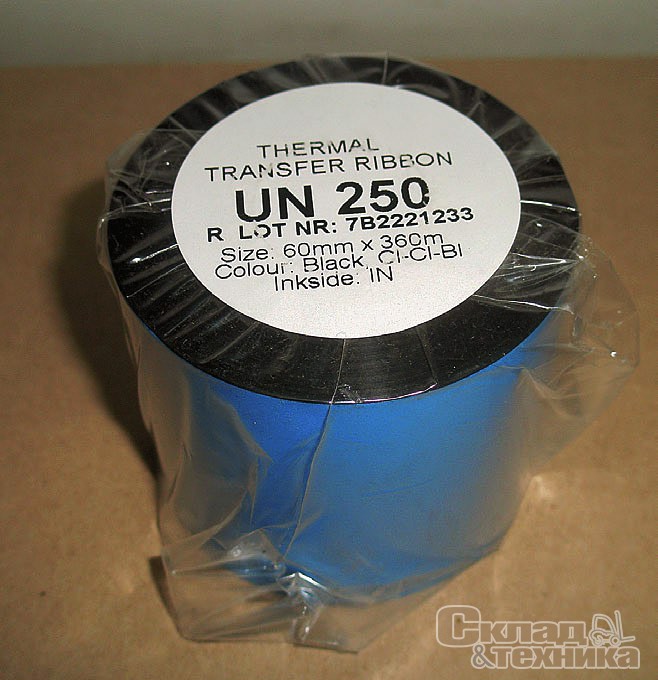 THERMAL
TRANSFER RIBBON
UN 250
R LOT NR: 7B2221233
Size: 60mm x 360m
Colour: Black, Cl-Cl-Bl
Inkside: IN
Склад
&техника